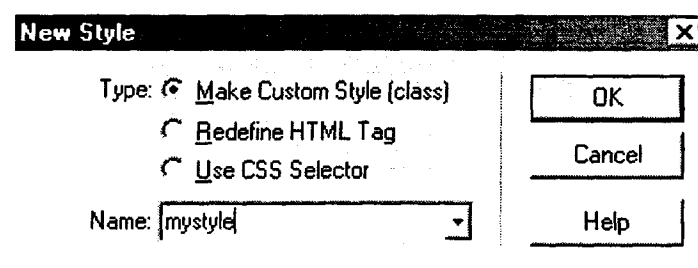 New Style
Type: Make Custom Style (class)
Redefine HTML Tag
Use CSS Selector
Name: mystyle
OK
Cancel
Help